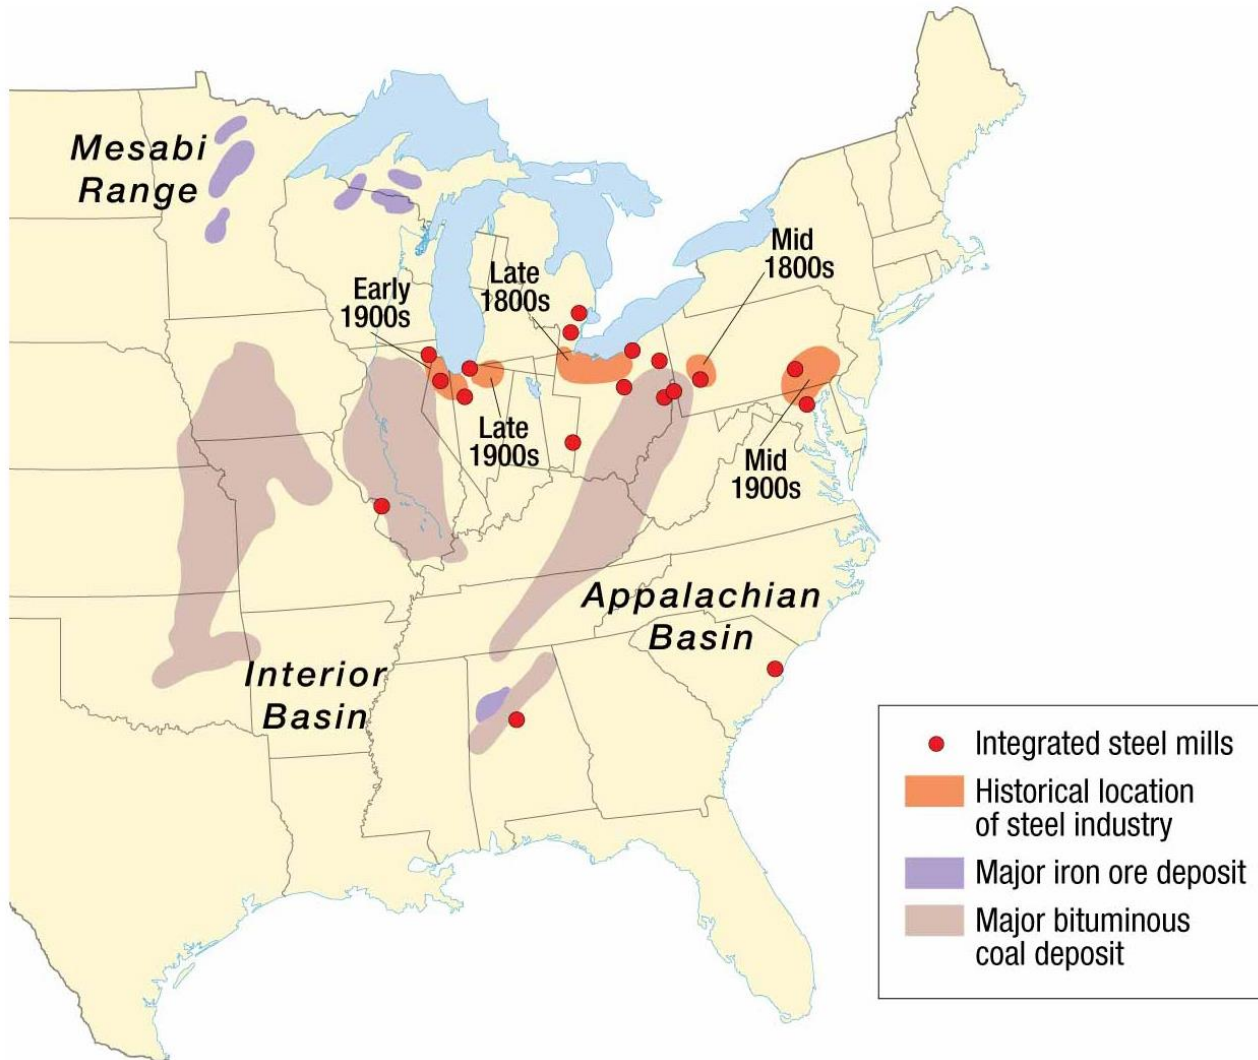 Mesabi
Range
Mid
1800s
Late
1800s
Early
1900s
Late
1900s
Mid
1900s
Appalachian
Basin
Interior
Basin
Integrated steel mills
Historical location
of steel industry
Major iron ore deposit
Major bituminous
coal deposit